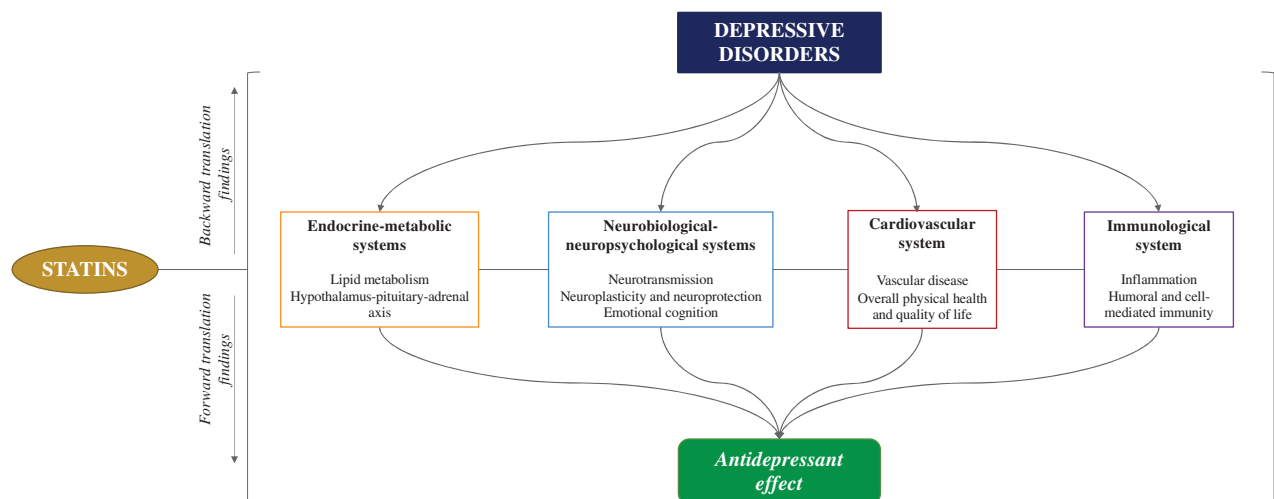 DEPRESSIVE
DISORDERS
Backward translation
findings
Endocrine-metabolic
systems
Lipid metabolism
Hypothalamus-pituitary-adrenal
axis
Neurobiological-
neuropsychological systems
Neurotransmission
Neuroplasticity and neuroprotection
Emotional cognition
Cardiovascular
system
Vascular disease
Overall physical health
and quality of life
Immunological
system
Inflammation
Humoral and cell-
mediated immunity
STATINS
Forward translation
findings
Antidepressant
effect